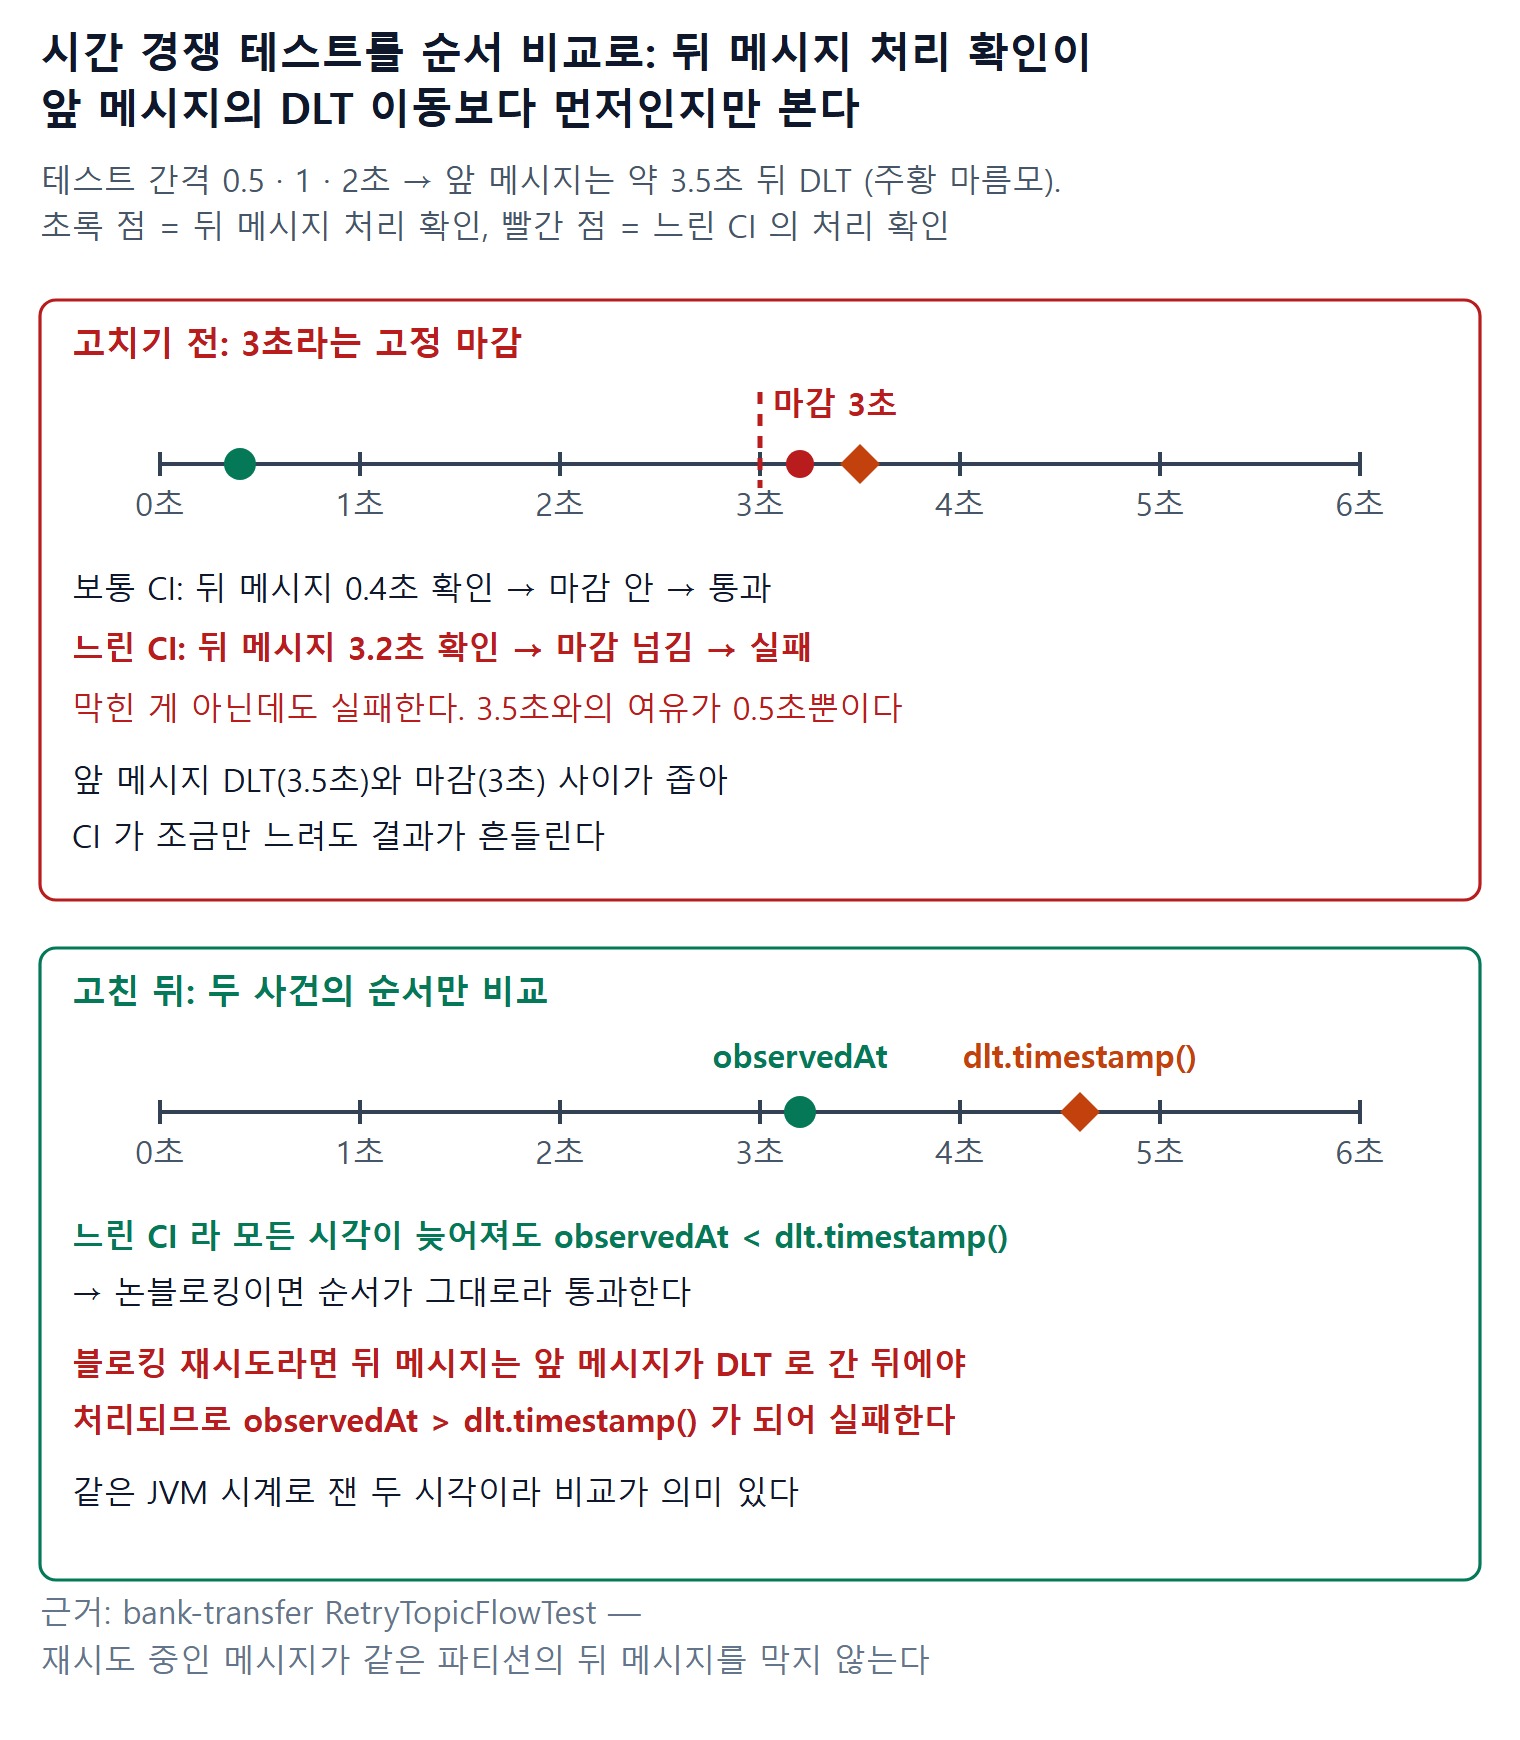 시간 경쟁 테스트를 순서 비교로: 뒤 메시지 처리 확인이
앞 메시지의 DLT 이동보다 먼저인지만 본다
테스트 간격 0.5 · 1 · 2초 → 앞 메시지는 약 3.5초 뒤 DLT (주황 마름모).
초록 점 = 뒤 메시지 처리 확인, 빨간 점 = 느린 CI 의 처리 확인
고치기 전: 3초라는 고정 마감
마감 3초
0초 1초 2초 3초 4초 5초 6초
보통 CI: 뒤 메시지 0.4초 확인 → 마감 안 → 통과
느린 CI: 뒤 메시지 3.2초 확인 → 마감 넘김 → 실패
막힌 게 아닌데도 실패한다. 3.5초와의 여유가 0.5초뿐이다
앞 메시지 DLT(3.5초)와 마감(3초) 사이가 좁아
CI 가 조금만 느려도 결과가 흔들린다
고친 뒤: 두 사건의 순서만 비교
observedAt dlt.timestamp()
0초 1초 2초 3초 4초 5초 6초
느린 CI 라 모든 시각이 늦어져도 observedAt < dlt.timestamp()
→ 논블로킹이면 순서가 그대로라 통과한다
블로킹 재시도라면 뒤 메시지는 앞 메시지가 DLT 로 간 뒤에야
처리되므로 observedAt > dlt.timestamp() 가 되어 실패한다
같은 JVM 시계로 잰 두 시각이라 비교가 의미 있다
근거: bank-transfer RetryTopicFlowTest —
재시도 중인 메시지가 같은 파티션의 뒤 메시지를 막지 않는다